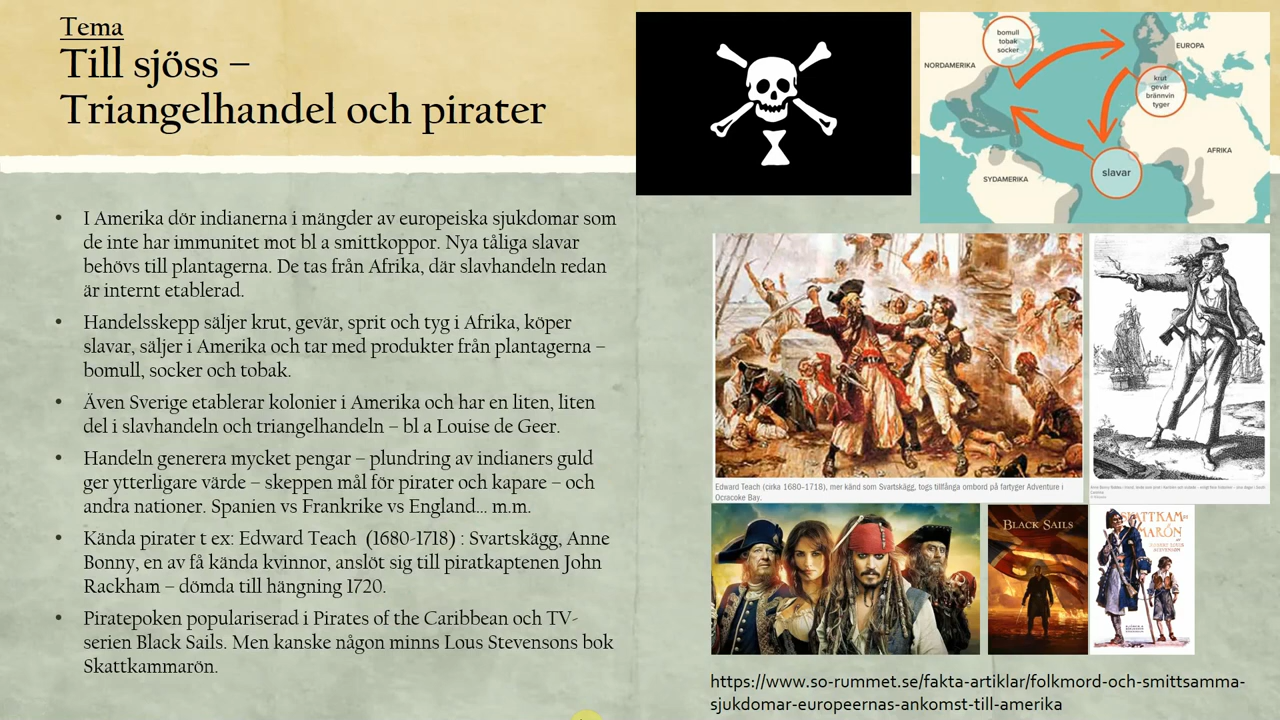 Tema
Till sjöss –
Triangelhandel och pirater
• I Amerika dör indianerna i mängder av europeiska sjukdomar som
de inte har immunitet mot bl a smittkoppor. Nya tåliga slavar
behövs till plantagerna. De tas från Afrika, där slavhandeln redan
är internt etablerad.
• Handelsskepp säljer krut, gevär, sprit och tyg i Afrika, köper
slavar, säljer i Amerika och tar med produkter från plantagerna –
bomull, socker och tobak.
• Även Sverige etablerar kolonier i Amerika och har en liten, liten
del i slavhandeln och triangelhandeln – bl a Louise de Geer.
• Handeln generera mycket pengar – plundring av indianers guld
ger ytterligare värde – skeppen mål för pirater och kapare – och
andra nationer. Spanien vs Frankrike vs England... m.m.
• Kända pirater t ex: Edward Teach (1680-1718) : Svartskägg, Anne
Bonny, en av få kända kvinnor, anslöt sig till piratkaptenen John
Rackham – dömda till hängning 1720.
• Piratepoken populariserad i Pirates of the Caribbean och TV-
serien Black Sails. Men kanske någon minns Lous Stevensons bok
Skattkammarön.
bomull
tobak
socker
EUROPA
NORDAMERIKA
krut
gevär
brännvin
tyger
AFRIKA
slavar
SYDAMERIKA
Edward Teach (cirka 1680–1718), mer känd som Svartskägg, togs tillfånga ombord på fartyger Adventure i
Ocracoke Bay.
BLACK SAILS
SKATTKAM-
MARÖN
https://www.so-rummet.se/fakta-artiklar/folkmord-och-smittsamma-
sjukdomar-europeernas-ankomst-till-amerika